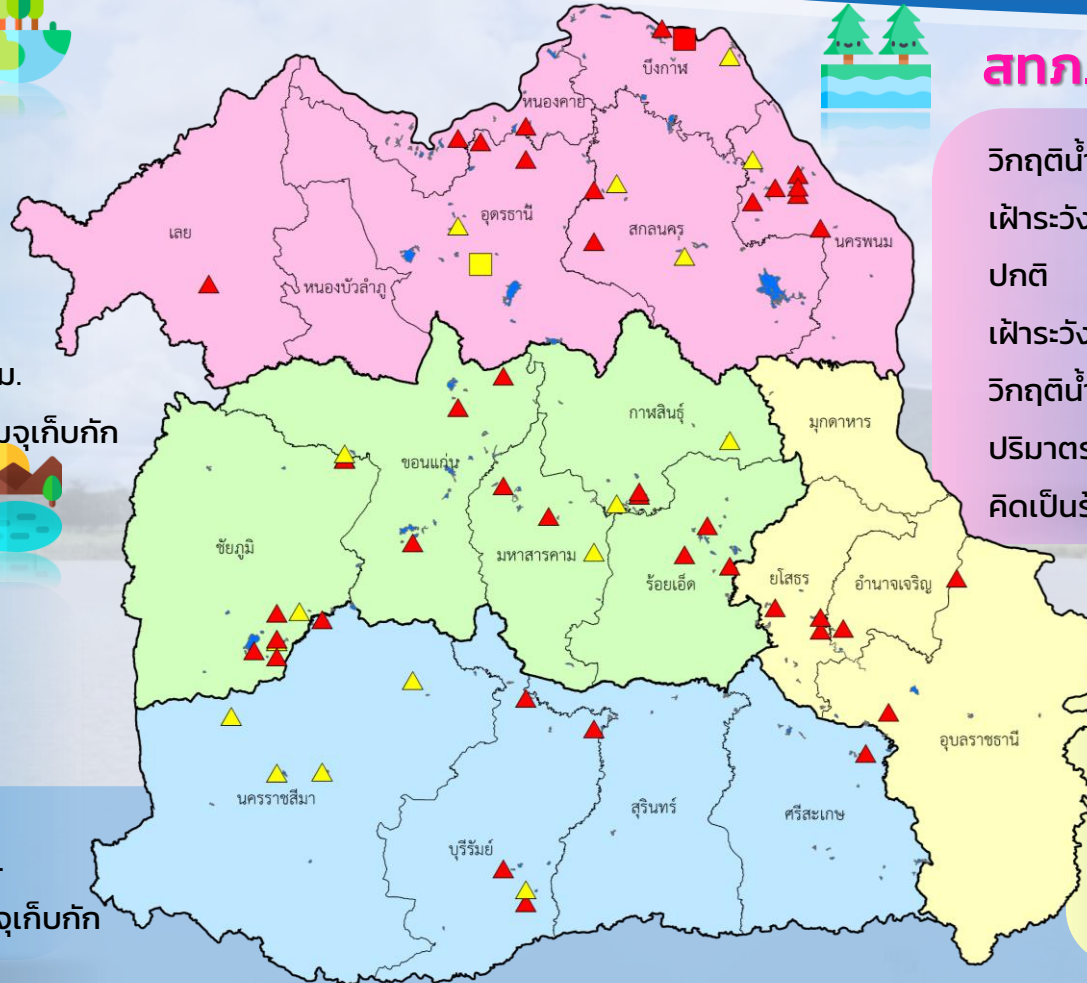 สทภ.
วิกฤติน้ำ
เฝ้าระวัง
ปกติ
เฝ้าระวัง
วิกฤติน้ำ
ปริมาตร
คิดเป็นร้
ม.
มจุเก็บกัก
.
จุเก็บกัก
บึงกาฬ
หนองคาย
เลย
อุดรธานี
สกลนคร
นครพนม
หนองบัวลำภู
กาฬสินธุ์
มุกดาหาร
ขอนแก่น
ชัยภูมิ
มหาสารคาม
ร้อยเอ็ด
ยโสธร
อำนาจเจริญ
อุบลราชธานี
นครราชสีมา
สุรินทร์
ศรีสะเกษ
บุรีรัมย์